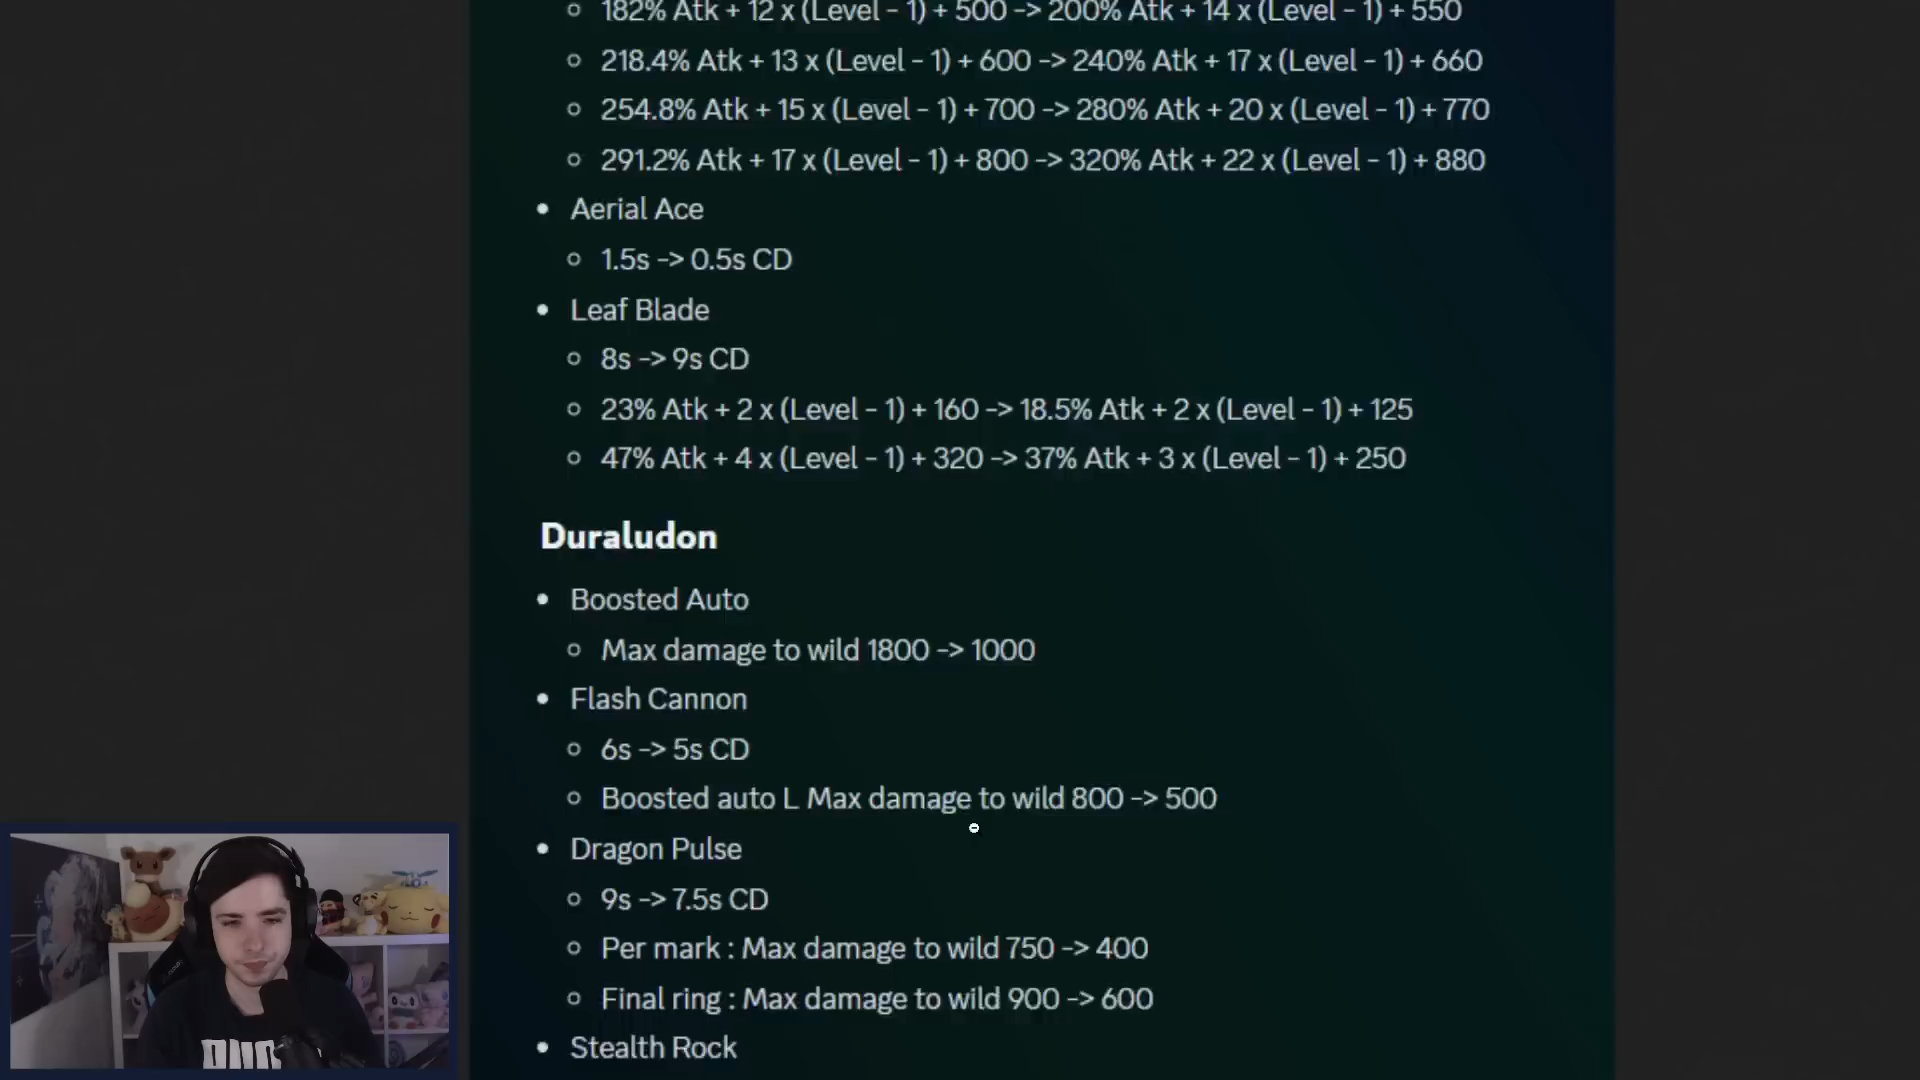 182% Atk + 12 x (Level - 1) + 500 -> 200% Atk + 14 x (Level - 1) + 550
218.4% Atk + 13 x (Level - 1) + 600 -> 240% Atk + 17 x (Level - 1) + 660
254.8% Atk + 15 x (Level - 1) + 700 -> 280% Atk + 20 x (Level - 1) + 770
291.2% Atk + 17 x (Level - 1) + 800 -> 320% Atk + 22 x (Level - 1) + 880
Aerial Ace
1.5s -> 0.5s CD
Leaf Blade
8s -> 9s CD
23% Atk + 2 x (Level - 1) + 160 -> 18.5% Atk + 2 x (Level - 1) + 125
47% Atk + 4 x (Level - 1) + 320 -> 37% Atk + 3 x (Level - 1) + 250
Duraludon
Boosted Auto
Max damage to wild 1800 -> 1000
Flash Cannon
6s -> 5s CD
Boosted auto L Max damage to wild 800 -> 500
Dragon Pulse
9s -> 7.5s CD
Per mark : Max damage to wild 750 -> 400
Final ring : Max damage to wild 900 -> 600
Stealth Rock